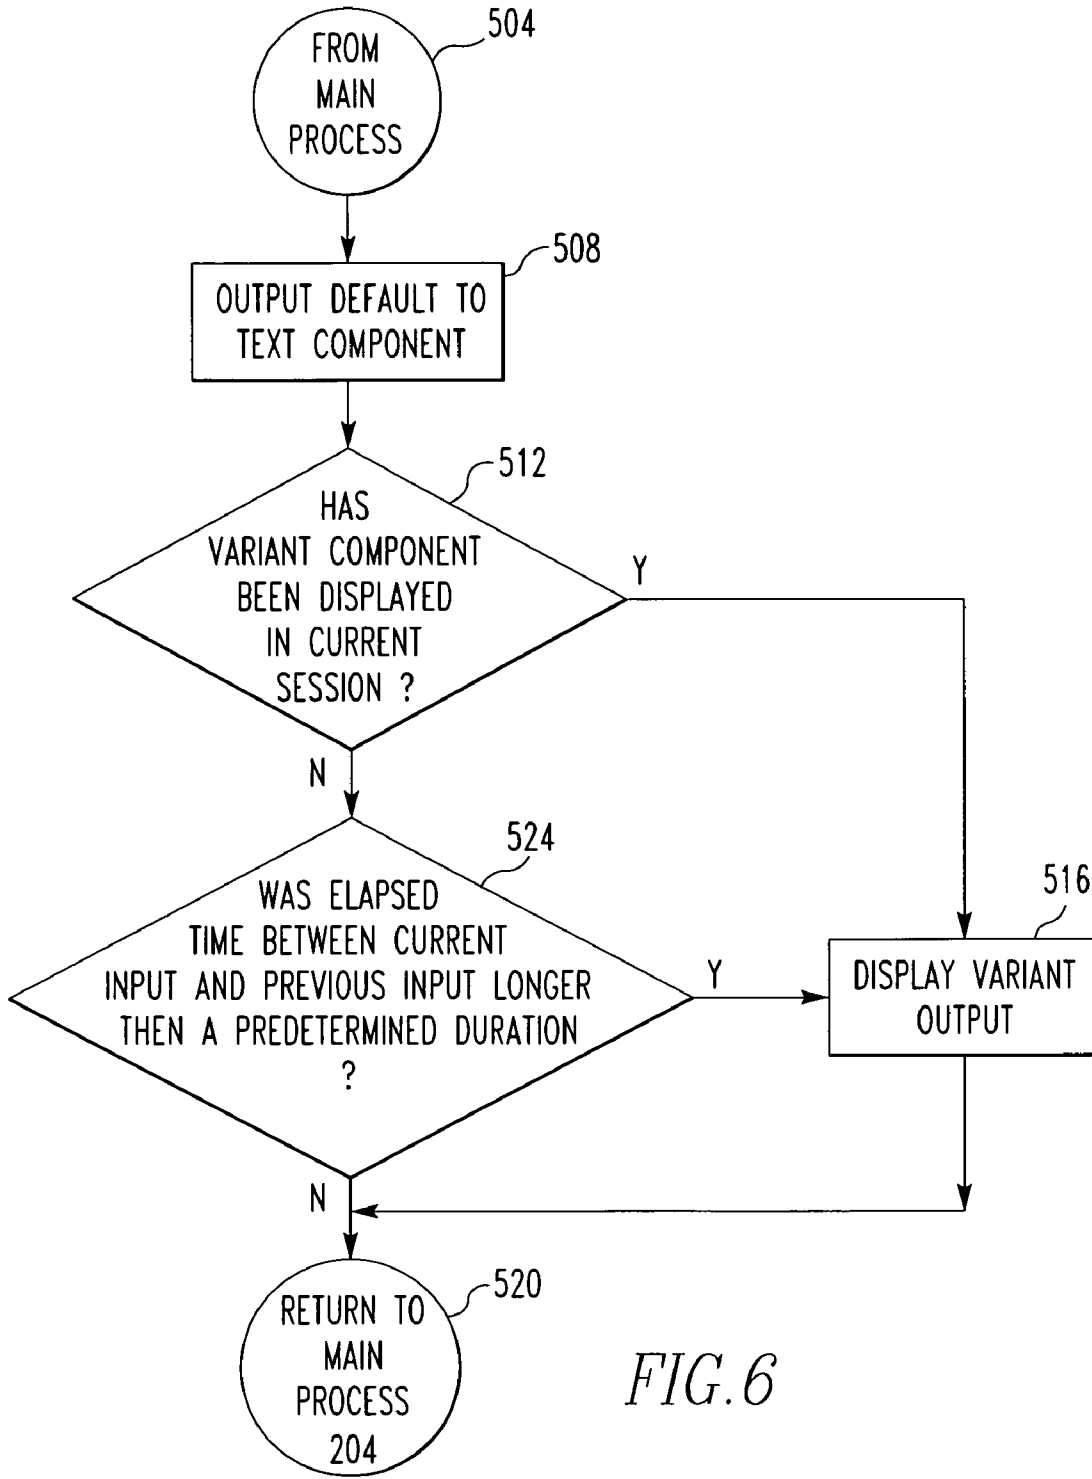 504
FROM
MAIN
PROCESS
508
OUTPUT DEFAULT TO
TEXT COMPONENT
512
HAS
VARIANT COMPONENT
BEEN DISPLAYED
IN CURRENT
SESSION ?
Y
N
524
WAS ELAPSED
TIME BETWEEN CURRENT
INPUT AND PREVIOUS INPUT LONGER
THEN A PREDETERMINED DURATION
?
Y
516
DISPLAY VARIANT
OUTPUT
N
520
RETURN TO
MAIN
PROCESS
204
FIG.6